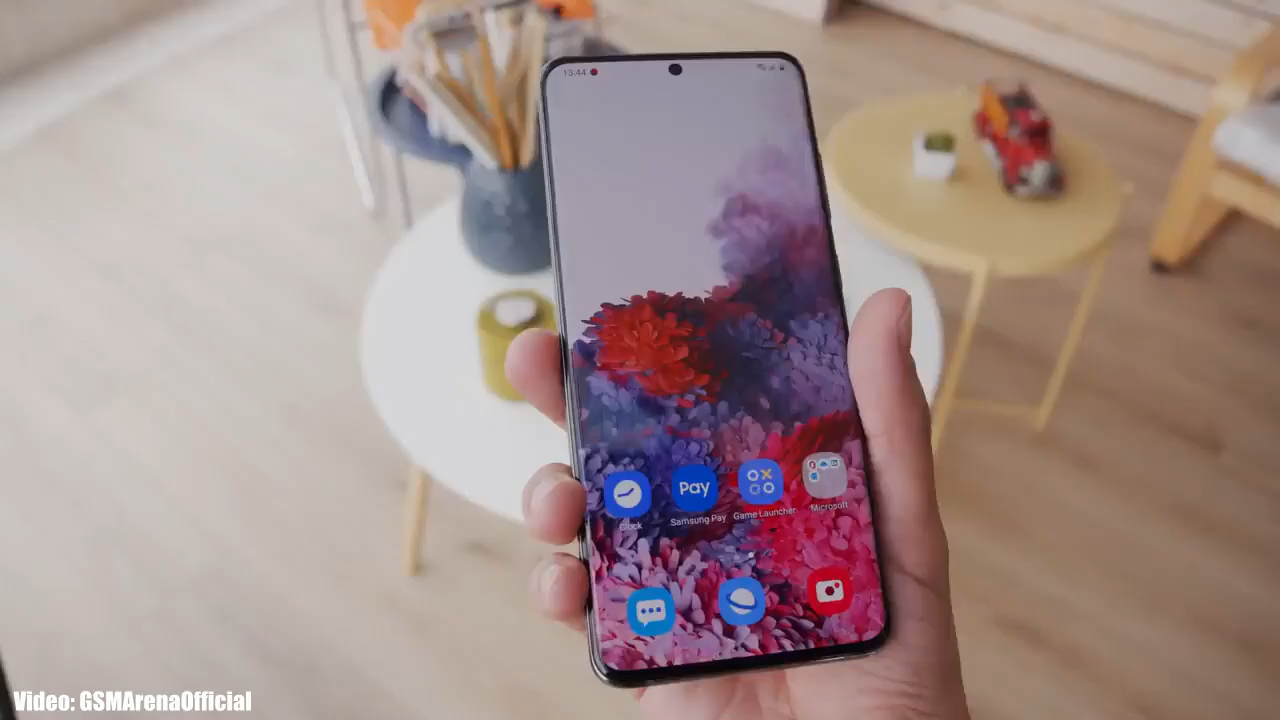 13:44
Pay
Clock
Samsung Pay
Game Launcher
Microsoft
Video: GSMArenaOfficial